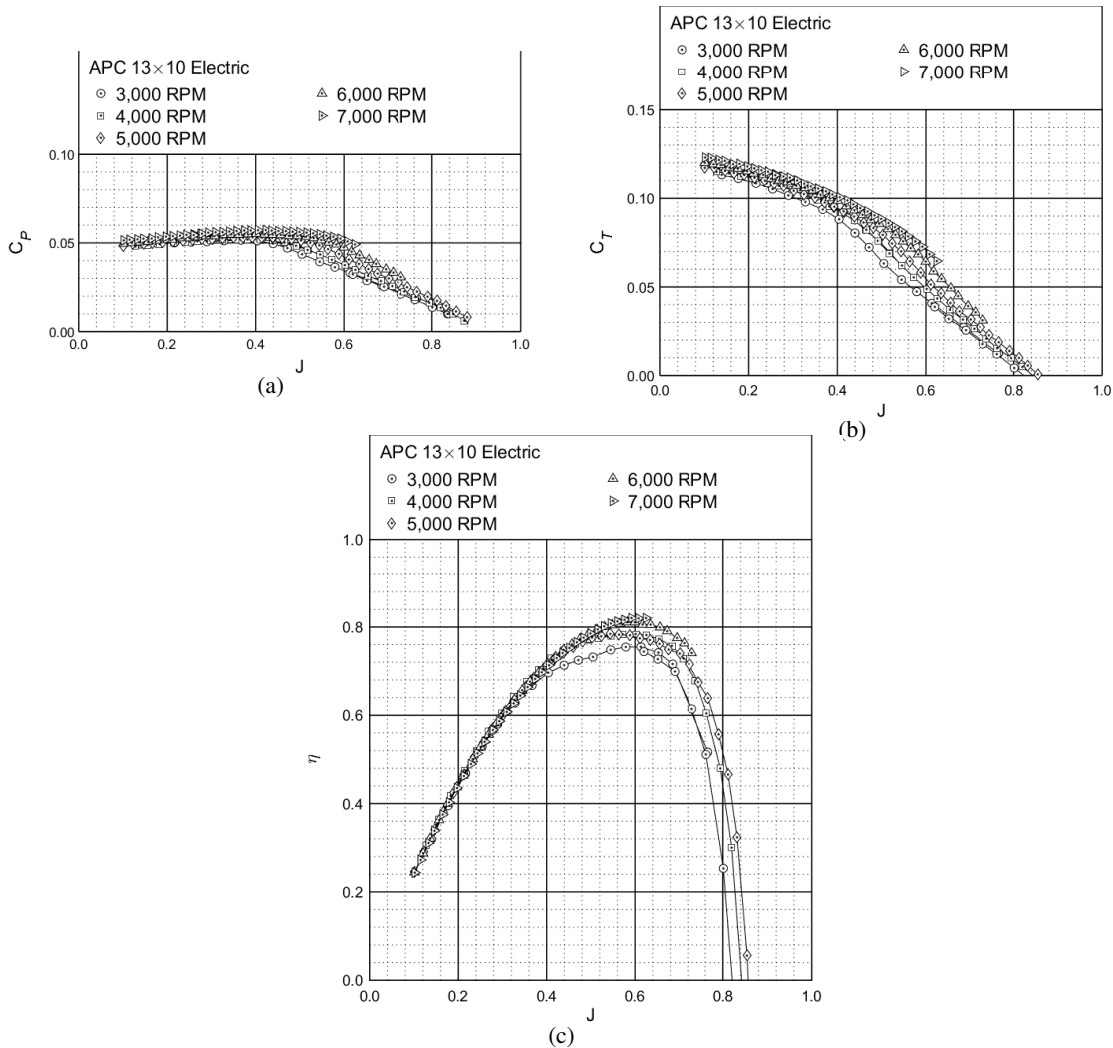 APC 13×10 Electric
3,000 RPM
4,000 RPM
5,000 RPM
6,000 RPM
7,000 RPM
0.10
0.05
0.00
C_P
0.0 0.2 0.4 0.6 0.8 1.0
J
(a)
APC 13×10 Electric
3,000 RPM
4,000 RPM
5,000 RPM
6,000 RPM
7,000 RPM
0.15
0.10
0.05
0.00
C_T
0.0 0.2 0.4 0.6 0.8 1.0
J
(b)
APC 13×10 Electric
3,000 RPM
4,000 RPM
5,000 RPM
6,000 RPM
7,000 RPM
1.0
0.8
0.6
0.4
0.2
0.0
η
0.0 0.2 0.4 0.6 0.8 1.0
J
(c)